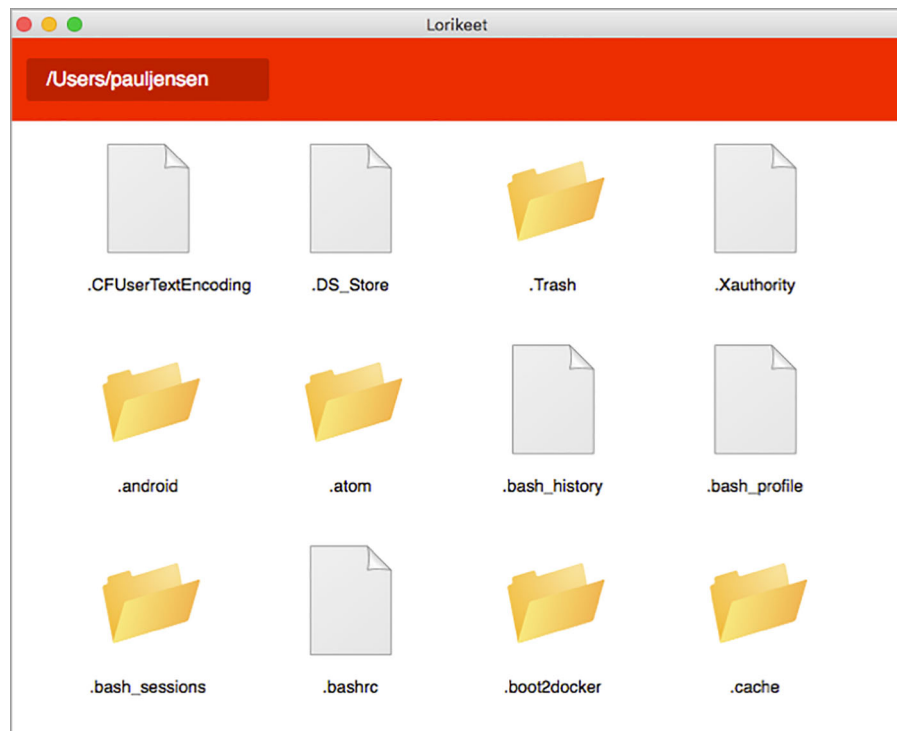 Lorikeet
/Users/pauljensen
.CFUserTextEncoding .DS_Store .Trash .Xauthority
.android .atom .bash_history .bash_profile
.bash_sessions .bashrc .boot2docker .cache